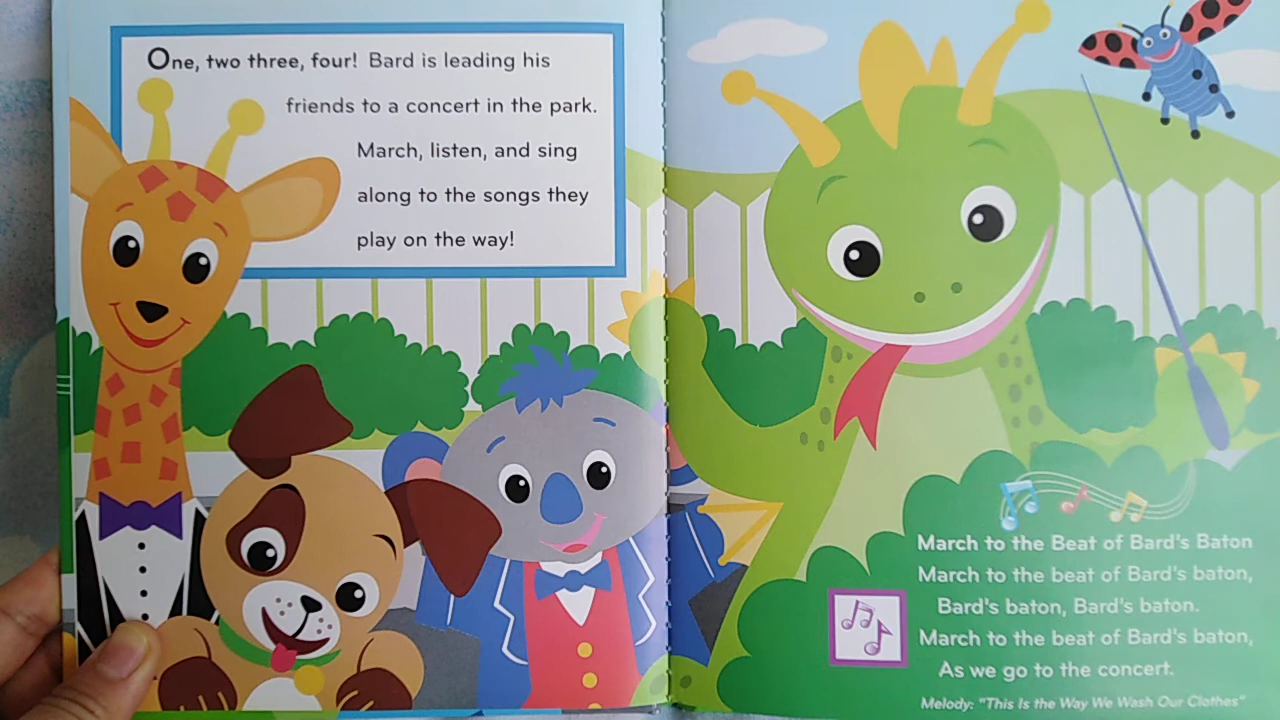 One, two three, four! Bard is leading his
friends to a concert in the park.
March, listen, and sing
along to the songs they
play on the way!
March to the Beat of Bard's Baton
March to the beat of Bard's baton,
Bard's baton, Bard's baton.
March to the beat of Bard's baton,
As we go to the concert.
Melody: "This Is the Way We Wash Our Clothes"